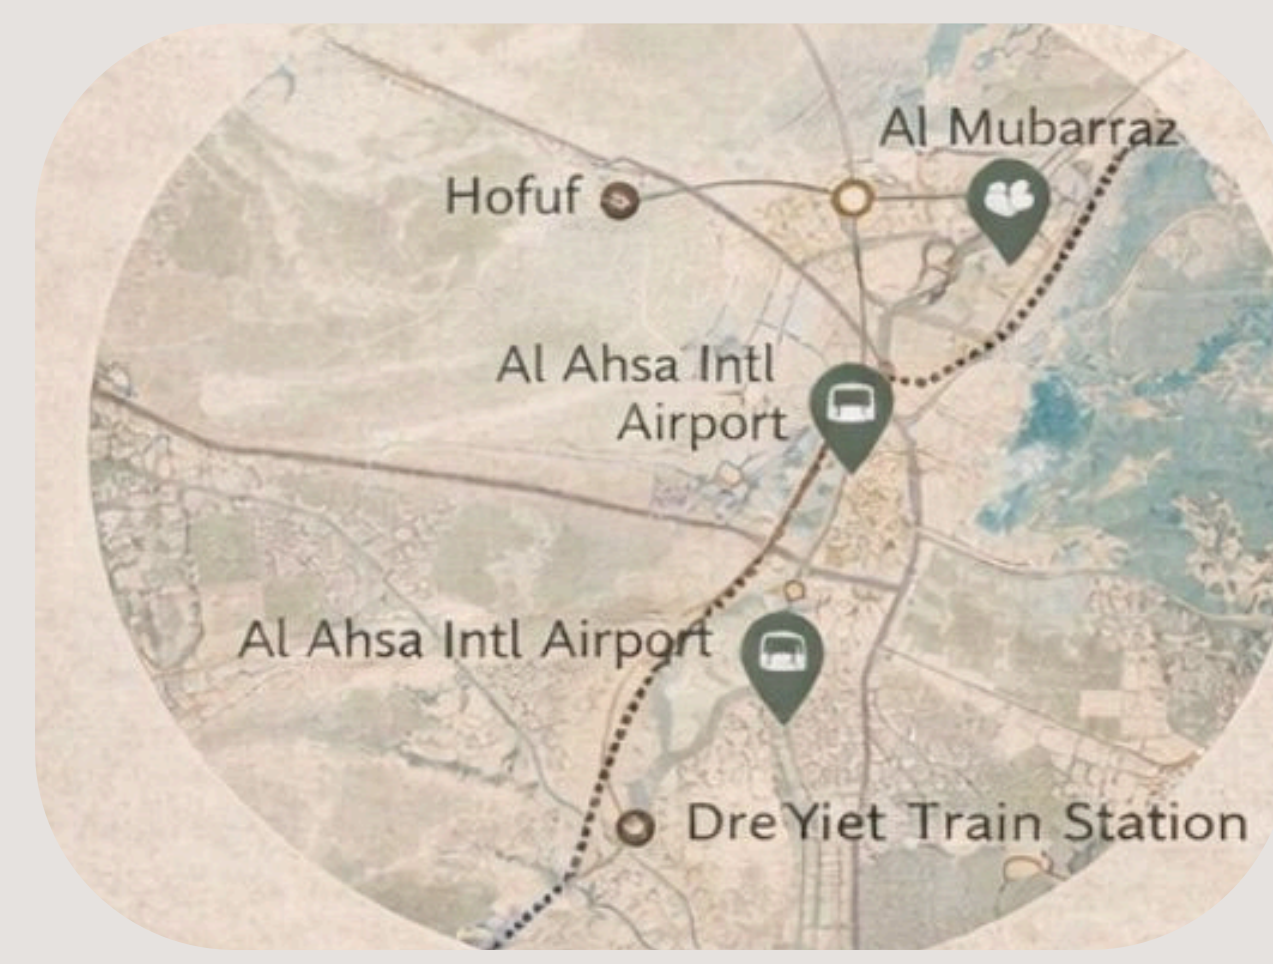 Al Mubarraz
Hofuf
Al Ahsa Intl
Airport
Al Ahsa Intl Airport
Dre Yiet Train Station